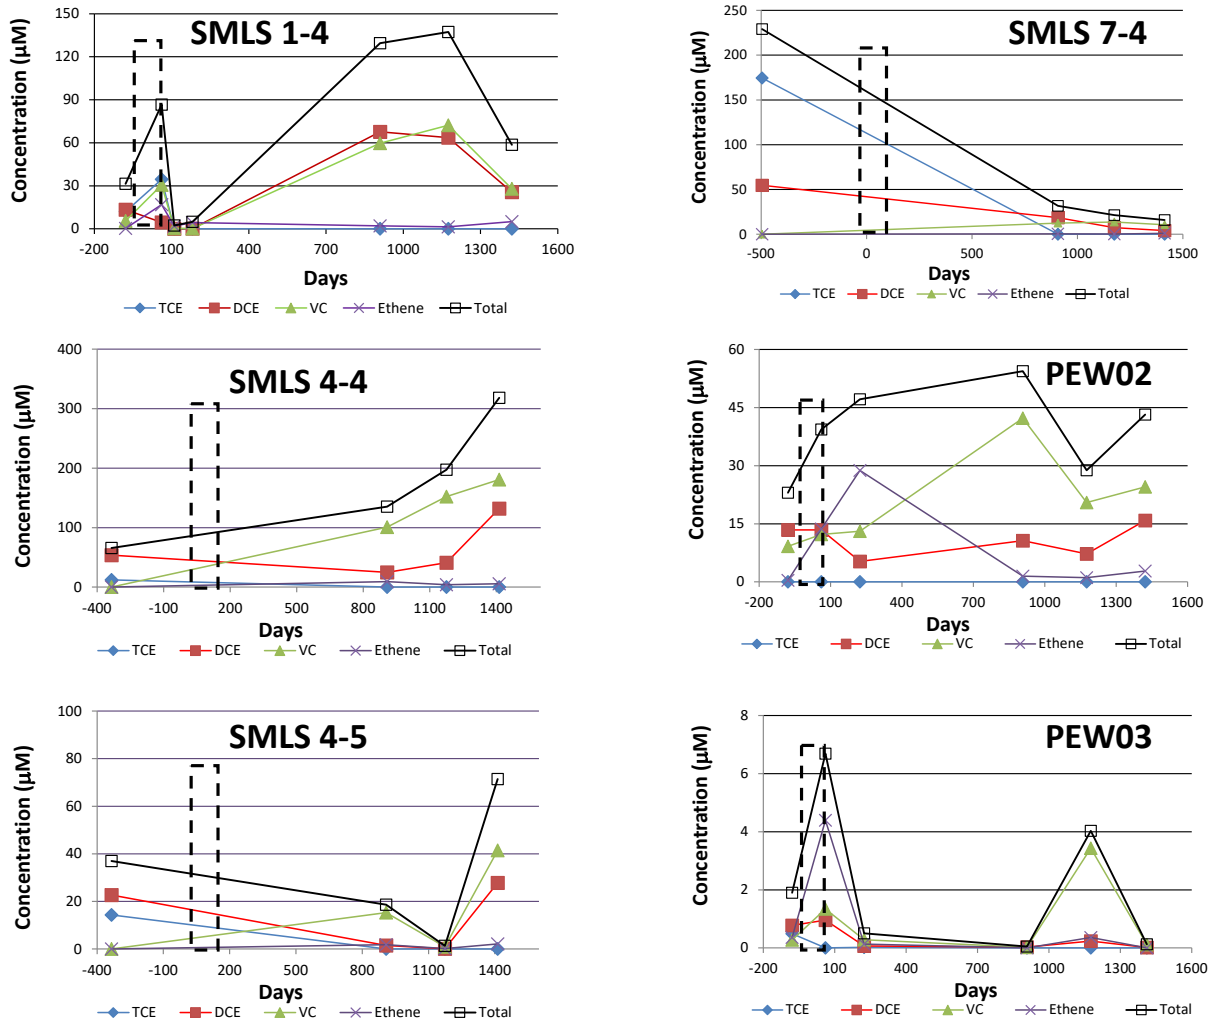 SMLS 1-4
Concentration (µM)
150
120
90
60
30
0
-200 100 400 700 1000 1300 1600
Days
TCE DCE VC Ethene Total
SMLS 7-4
Concentration (µM)
250
200
150
100
50
0
-500 0 500 1000 1500
Days
TCE DCE VC Ethene Total
SMLS 4-4
Concentration (µM)
400
300
200
100
0
-400 -100 200 500 800 1100 1400
Days
TCE DCE VC Ethene Total
PEW02
Concentration (µM)
60
45
30
15
0
-200 100 400 700 1000 1300 1600
Days
TCE DCE VC Ethene Total
SMLS 4-5
Concentration (µM)
100
80
60
40
20
0
-400 -100 200 500 800 1100 1400
Days
TCE DCE VC Ethene Total
PEW03
Concentration (µM)
8
6
4
2
0
-200 100 400 700 1000 1300 1600
Days
TCE DCE VC Ethene Total